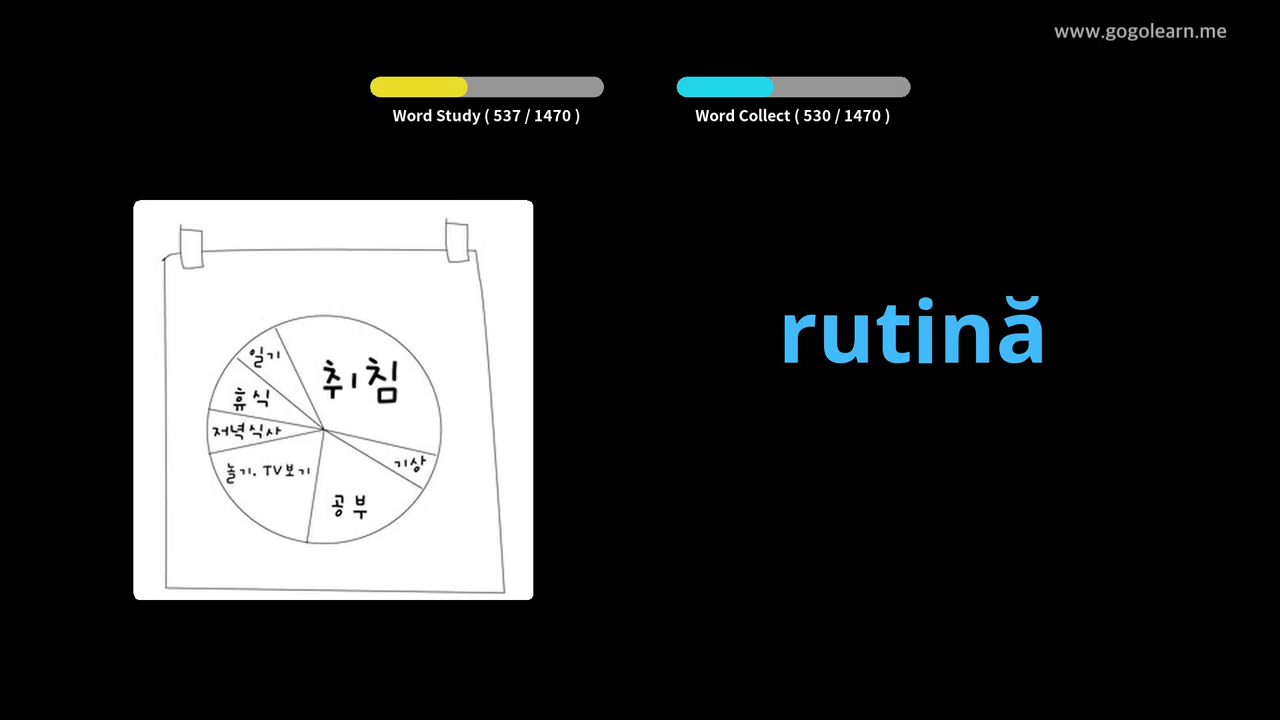 www.gogolearn.me
Word Study ( 537 / 1470 )
Word Collect ( 530 / 1470 )
일기
취침
휴식
저녁식사
놀기. TV보기
기상
공부
rutină